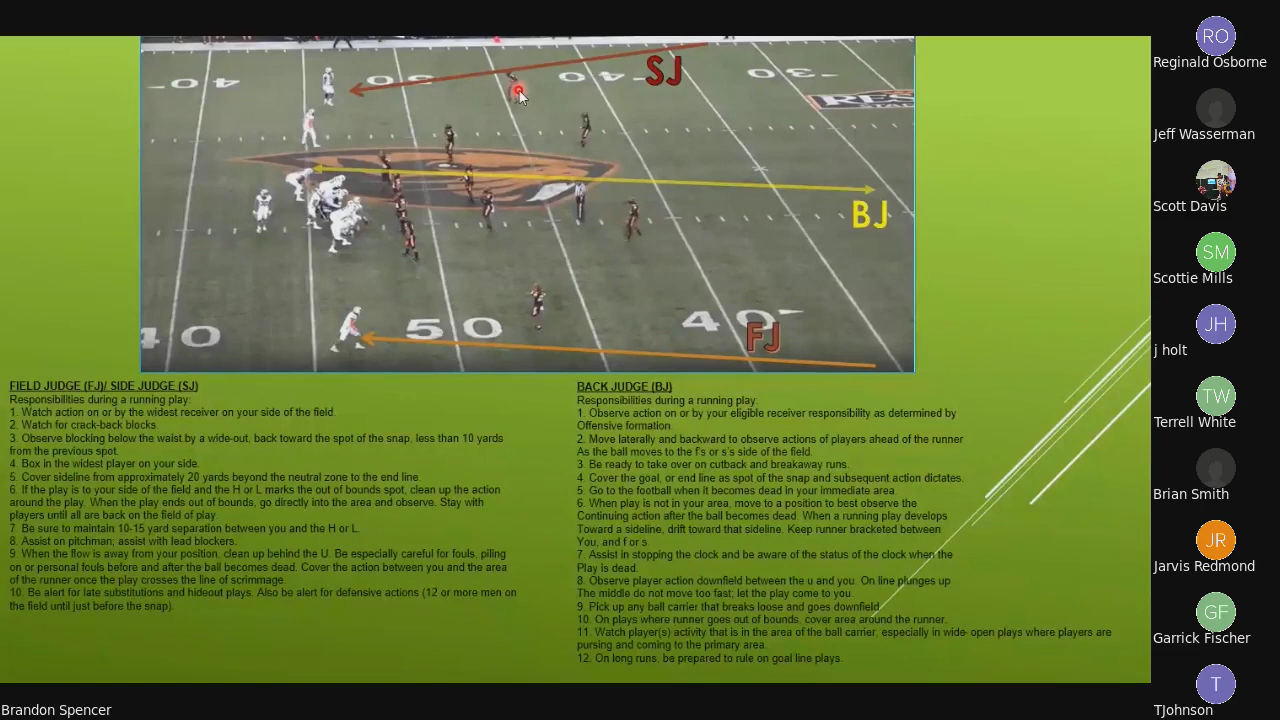 SJ
BJ
FJ
40
50
40
30
RES
40
50
40
FIELD JUDGE (FJ)/ SIDE JUDGE (SJ)
Responsibilities during a running play:
1. Watch action on or by the widest receiver on your side of the field.
2. Watch for crack-back blocks.
3. Observe blocking below the waist by a wide-out, back toward the spot of the snap, less than 10 yards
from the previous spot.
4. Box in the widest player on your side.
5. Cover sideline from approximately 20 yards beyond the neutral zone to the end line.
6. If the play is to your side of the field and the H or L marks the out of bounds spot, clean up the action
around the play. When the play ends out of bounds, go directly into the area and observe. Stay with
players until all are back on the field of play.
7. Be sure to maintain 10-15 yard separation between you and the H or L.
8. Assist on pitchman; assist with lead blockers.
9. When the flow is away from your position, clean up behind the U. Be especially careful for fouls, piling
on or personal fouls before and after the ball becomes dead. Cover the action between you and the area
of the runner once the play crosses the line of scrimmage.
10. Be alert for late substitutions and hideout plays. Also be alert for defensive actions (12 or more men on
the field until just before the snap).
BACK JUDGE (BJ)
Responsibilities during a running play:
1. Observe action on or by your eligible receiver responsibility as determined by
Offensive formation.
2. Move laterally and backward to observe actions of players ahead of the runner
As the ball moves to the f's or s's side of the field.
3. Be ready to take over on cutback and breakaway runs.
4. Cover the goal, or end line as spot of the snap and subsequent action dictates.
5. Go to the football when it becomes dead in your immediate area
6. When play is not in your area, move to a position to best observe the
Continuing action after the ball becomes dead. When a running play develops
Toward a sideline, drift toward that sideline. Keep runner bracketed between
You, and f or s.
7. Assist in stopping the clock and be aware of the status of the clock when the
Play is dead.
8. Observe player action downfield between the u and you. On line plunges up
The middle do not move too fast; let the play come to you.
9. Pick up any ball carrier that breaks loose and goes downfield.
10. On plays where runner goes out of bounds, cover area around the runner.
11. Watch player(s) activity that is in the area of the ball carrier, especially in wide- open plays where players are
pursing and coming to the primary area.
12. On long runs, be prepared to rule on goal line plays.
Brandon Spencer
RO
Reginald Osborne
Jeff Wasserman
Scott Davis
SM
Scottie Mills
JH
j holt
TW
Terrell White
Brian Smith
JR
Jarvis Redmond
GF
Garrick Fischer
T
TJohnson